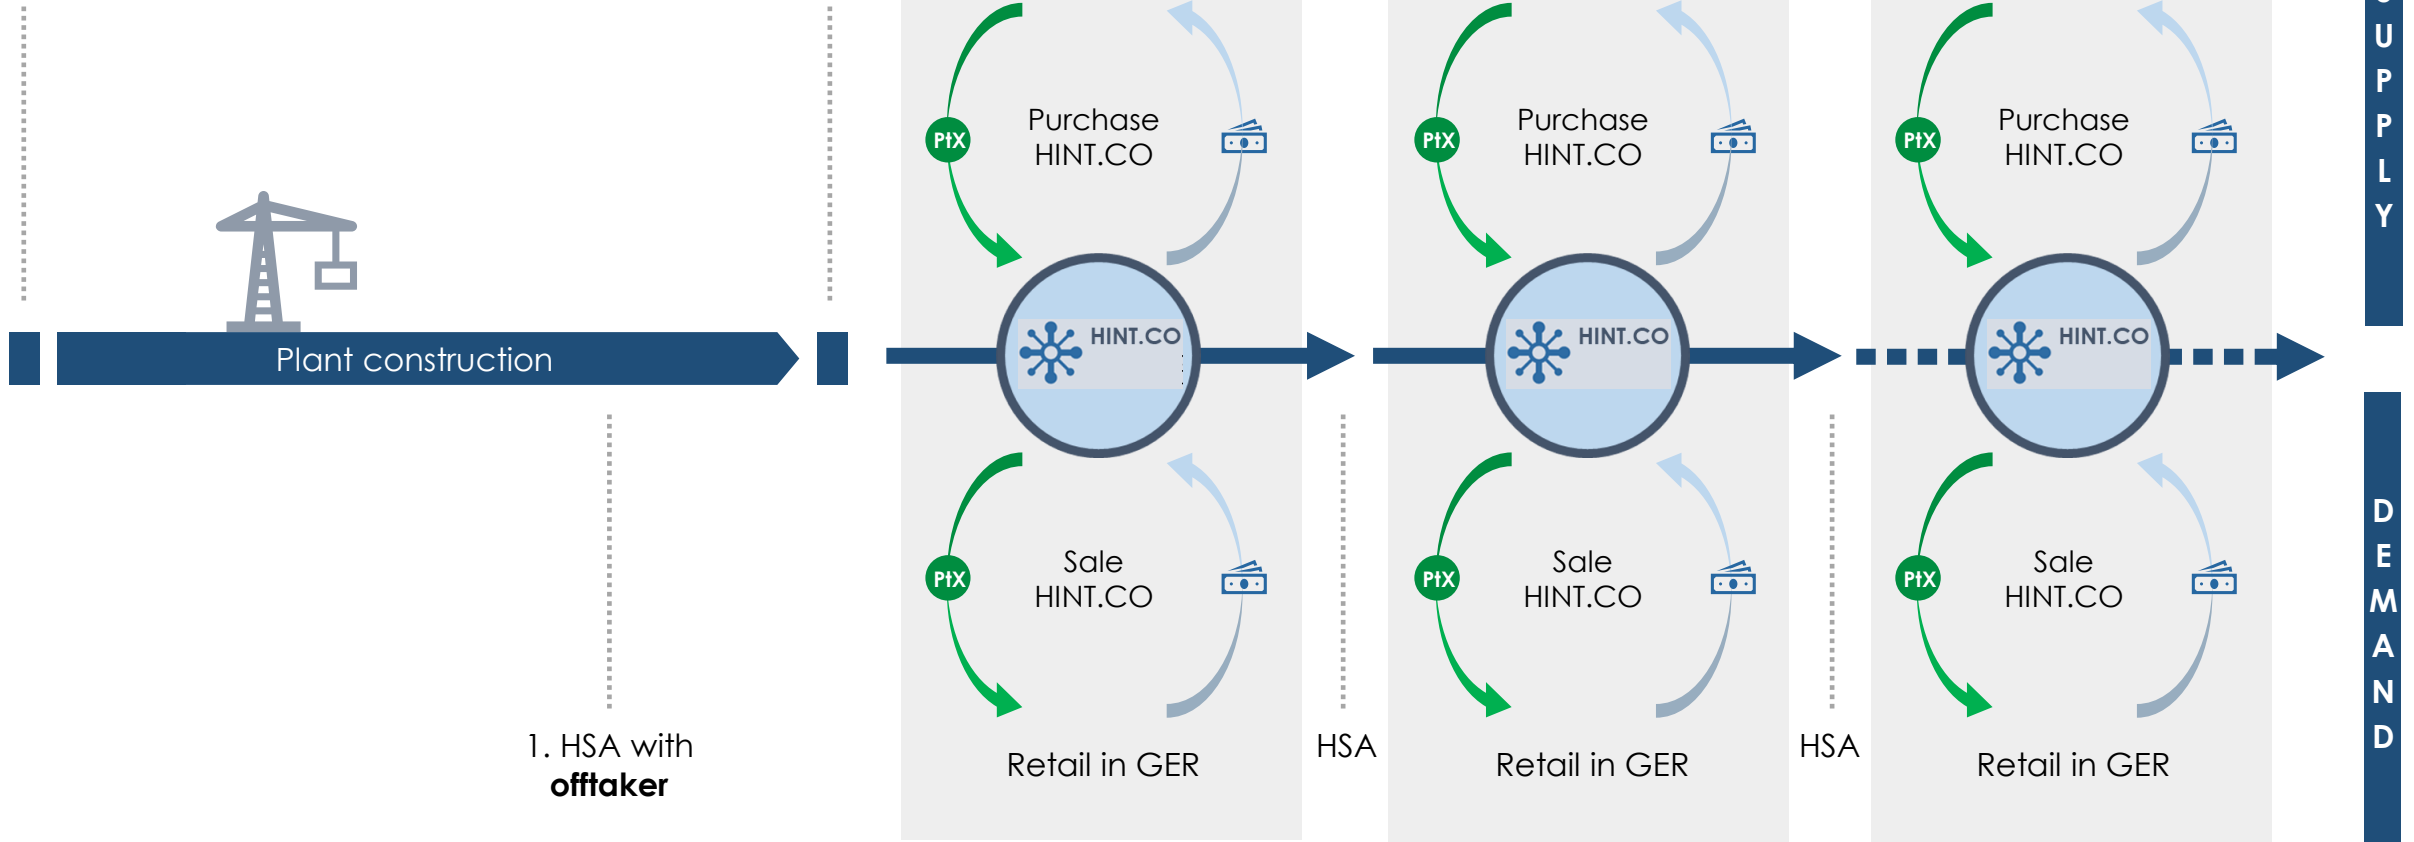 Purchase
HINT.CO
Purchase
HINT.CO
Purchase
HINT.CO
PtX
PtX
PtX
UPPLY
Plant construction
HINT.CO
HINT.CO
HINT.CO
Sale
HINT.CO
Sale
HINT.CO
Sale
HINT.CO
PtX
PtX
PtX
DEMAND
1. HSA with
offtaker
Retail in GER
HSA
Retail in GER
HSA
Retail in GER